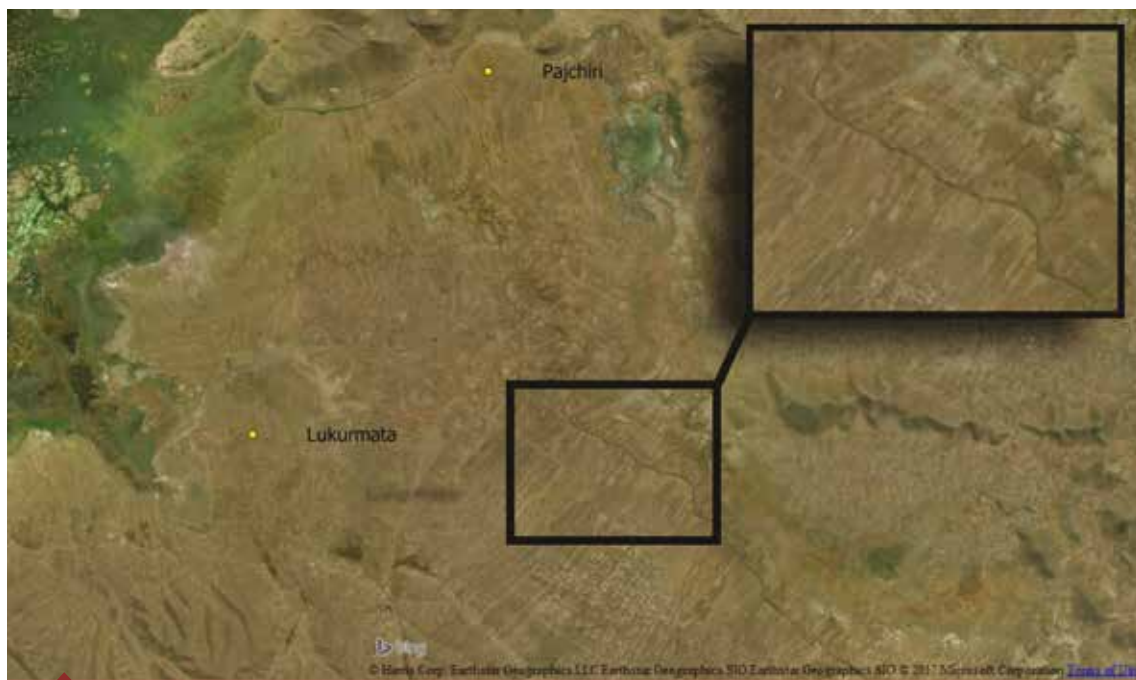 Pajchiri
Lukurmata
bing
© Harris Corp. Earthstar Geographics LLC Earthstar Geographics SIO Earthstar Geographics SIO © 2017 Microsoft Corporation Terms of Use